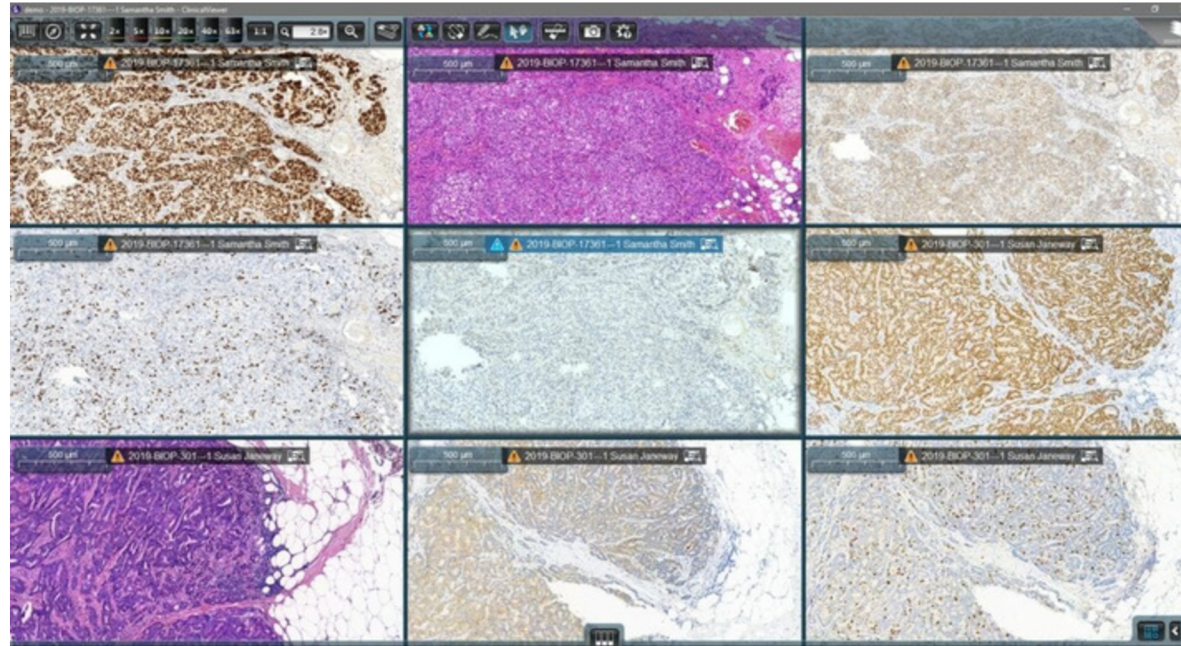 demo - 2019-BIOP-17361---1 Samantha Smith - ClinicalViewer
2x 5x 10x 20x 40x 63x 1:1 2.8x
500 µm 2019-BIOP-17361---1 Samantha Smith
500 µm 2019-BIOP-17361---1 Samantha Smith
500 µm 2019-BIOP-17361---1 Samantha Smith
500 µm 2019-BIOP-17361---1 Samantha Smith
500 µm 2019-BIOP-17361---1 Samantha Smith
500 µm 2019-BIOP-301---1 Susan Janeway
500 µm 2019-BIOP-301---1 Susan Janeway
500 µm 2019-BIOP-301---1 Susan Janeway
500 µm 2019-BIOP-301---1 Susan Janeway